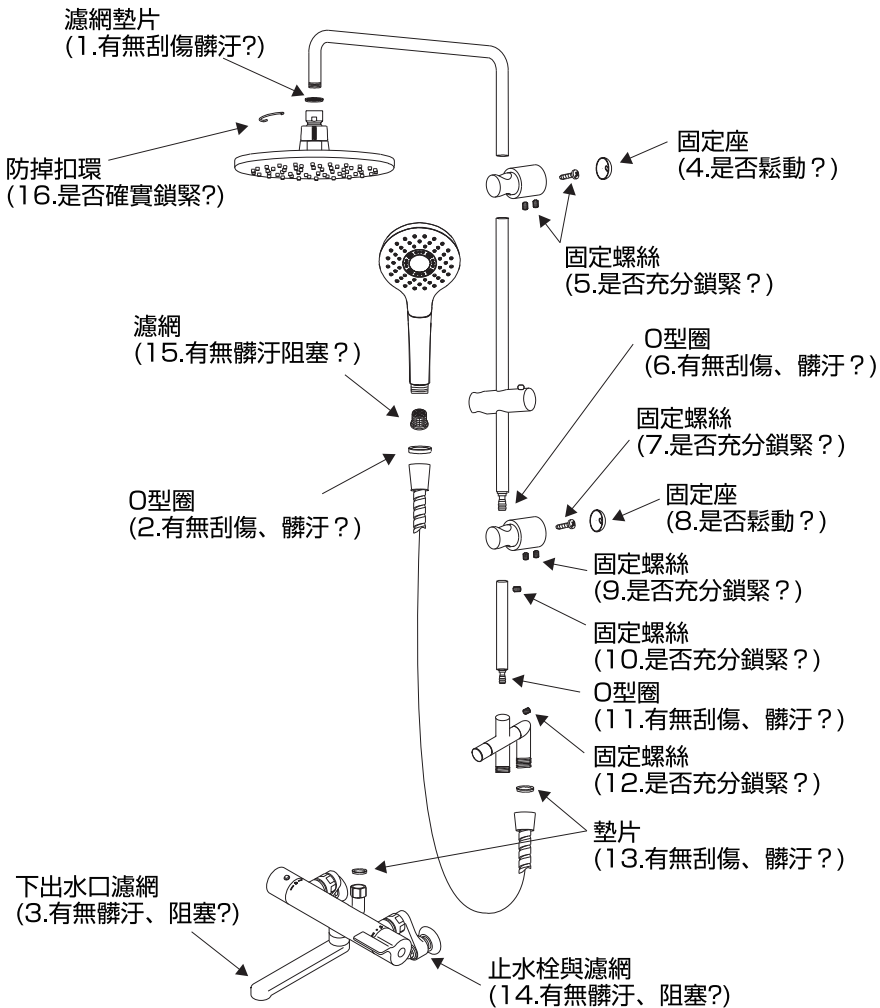 濾網墊片
(1.有無刮傷髒汙?)
防掉扣環
(16.是否確實鎖緊?)
固定座
(4.是否鬆動？)
固定螺絲
(5.是否充分鎖緊？)
濾網
(15.有無髒汙阻塞？)
O型圈
(6.有無刮傷、髒汙？)
固定螺絲
(7.是否充分鎖緊？)
O型圈
(2.有無刮傷、髒汙？)
固定座
(8.是否鬆動？)
固定螺絲
(9.是否充分鎖緊？)
固定螺絲
(10.是否充分鎖緊？)
O型圈
(11.有無刮傷、髒汙？)
固定螺絲
(12.是否充分鎖緊？)
墊片
(13.有無刮傷、髒汙？)
下出水口濾網
(3.有無髒汙、阻塞?)
止水栓與濾網
(14.有無髒汙、阻塞?)